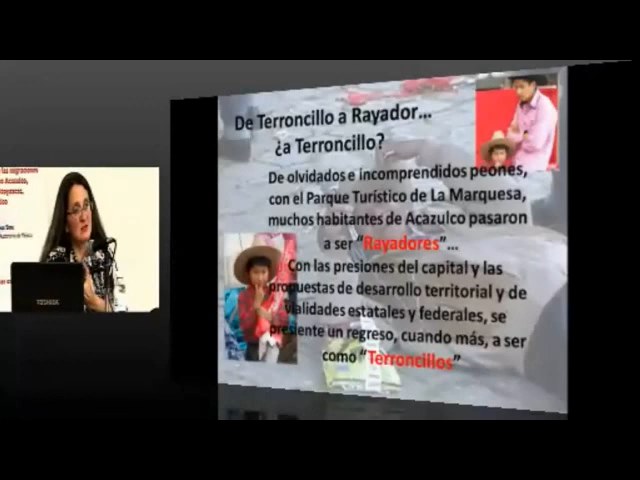 De Terroncillo a Rayador...
¿a Terroncillo?
De olvidados e incomprendidos peones,
con el Parque Turístico de La Marquesa,
muchos habitantes de Acazulco pasaron
a ser "Rayadores"...
Con las presiones del capital y las
propuestas de desarrollo territorial y de
vialidades estatales y federales, se
presiente un regreso, cuando más, a ser
como "Terroncillos"
TOSHIBA